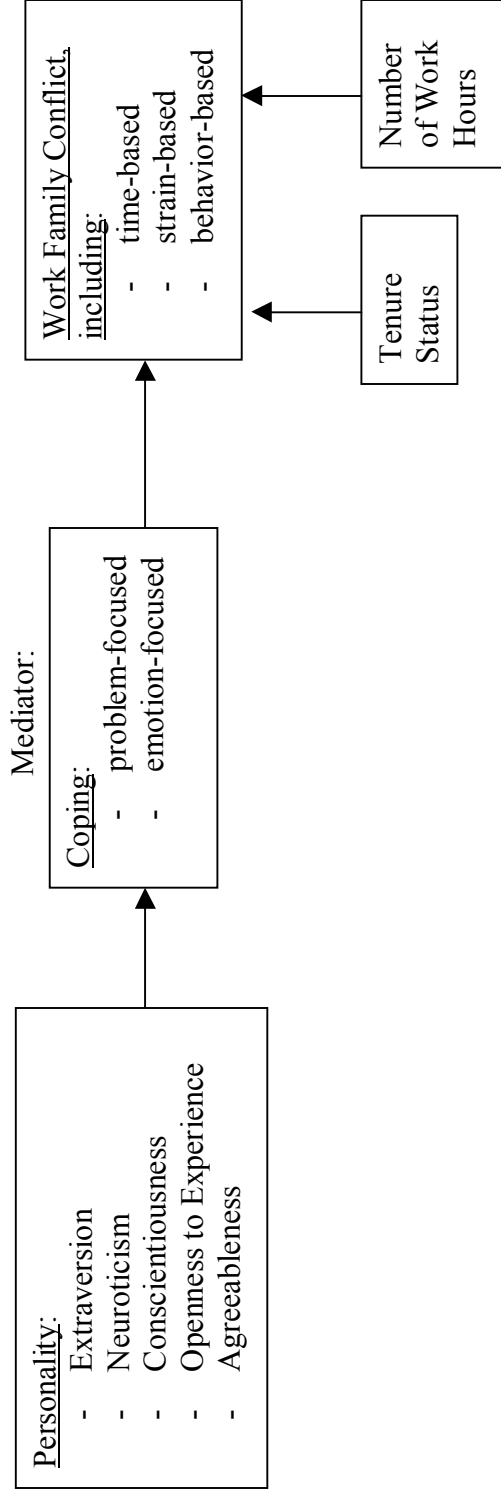 Personality:
- Extraversion
- Neuroticism
- Conscientiousness
- Openness to Experience
- Agreeableness
Mediator:
Coping:
- problem-focused
- emotion-focused
Work Family Conflict,
including:
- time-based
- strain-based
- behavior-based
Tenure
Status
Number
of Work
Hours